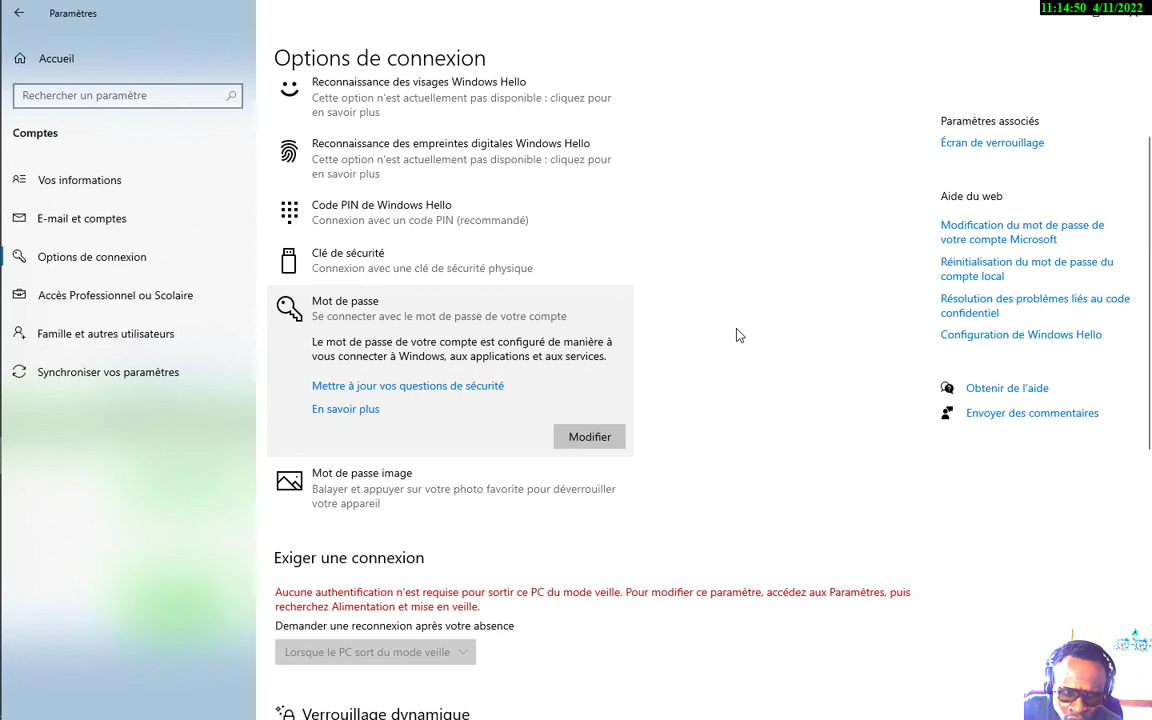 11:14:50 4/11/2022
Paramètres
Accueil
Rechercher un paramètre
Comptes
Vos informations
E-mail et comptes
Options de connexion
Accès Professionnel ou Scolaire
Famille et autres utilisateurs
Synchroniser vos paramètres
Options de connexion
Reconnaissance des visages Windows Hello
Cette option n'est actuellement pas disponible : cliquez pour
en savoir plus
Reconnaissance des empreintes digitales Windows Hello
Cette option n'est actuellement pas disponible : cliquez pour
en savoir plus
Code PIN de Windows Hello
Connexion avec un code PIN (recommandé)
Clé de sécurité
Connexion avec une clé de sécurité physique
Mot de passe
Se connecter avec le mot de passe de votre compte
Le mot de passe de votre compte est configuré de manière à
vous connecter à Windows, aux applications et aux services.
Mettre à jour vos questions de sécurité
En savoir plus
Modifier
Mot de passe image
Balayer et appuyer sur votre photo favorite pour déverrouiller
votre appareil
Exiger une connexion
Aucune authentification n'est requise pour sortir ce PC du mode veille. Pour modifier ce paramètre, accédez aux Paramètres, puis
recherchez Alimentation et mise en veille.
Demander une reconnexion après votre absence
Lorsque le PC sort du mode veille
Verrouillage dynamique
Paramètres associés
Écran de verrouillage
Aide du web
Modification du mot de passe de
votre compte Microsoft
Réinitialisation du mot de passe du
compte local
Résolution des problèmes liés au code
confidentiel
Configuration de Windows Hello
Obtenir de l'aide
Envoyer des commentaires